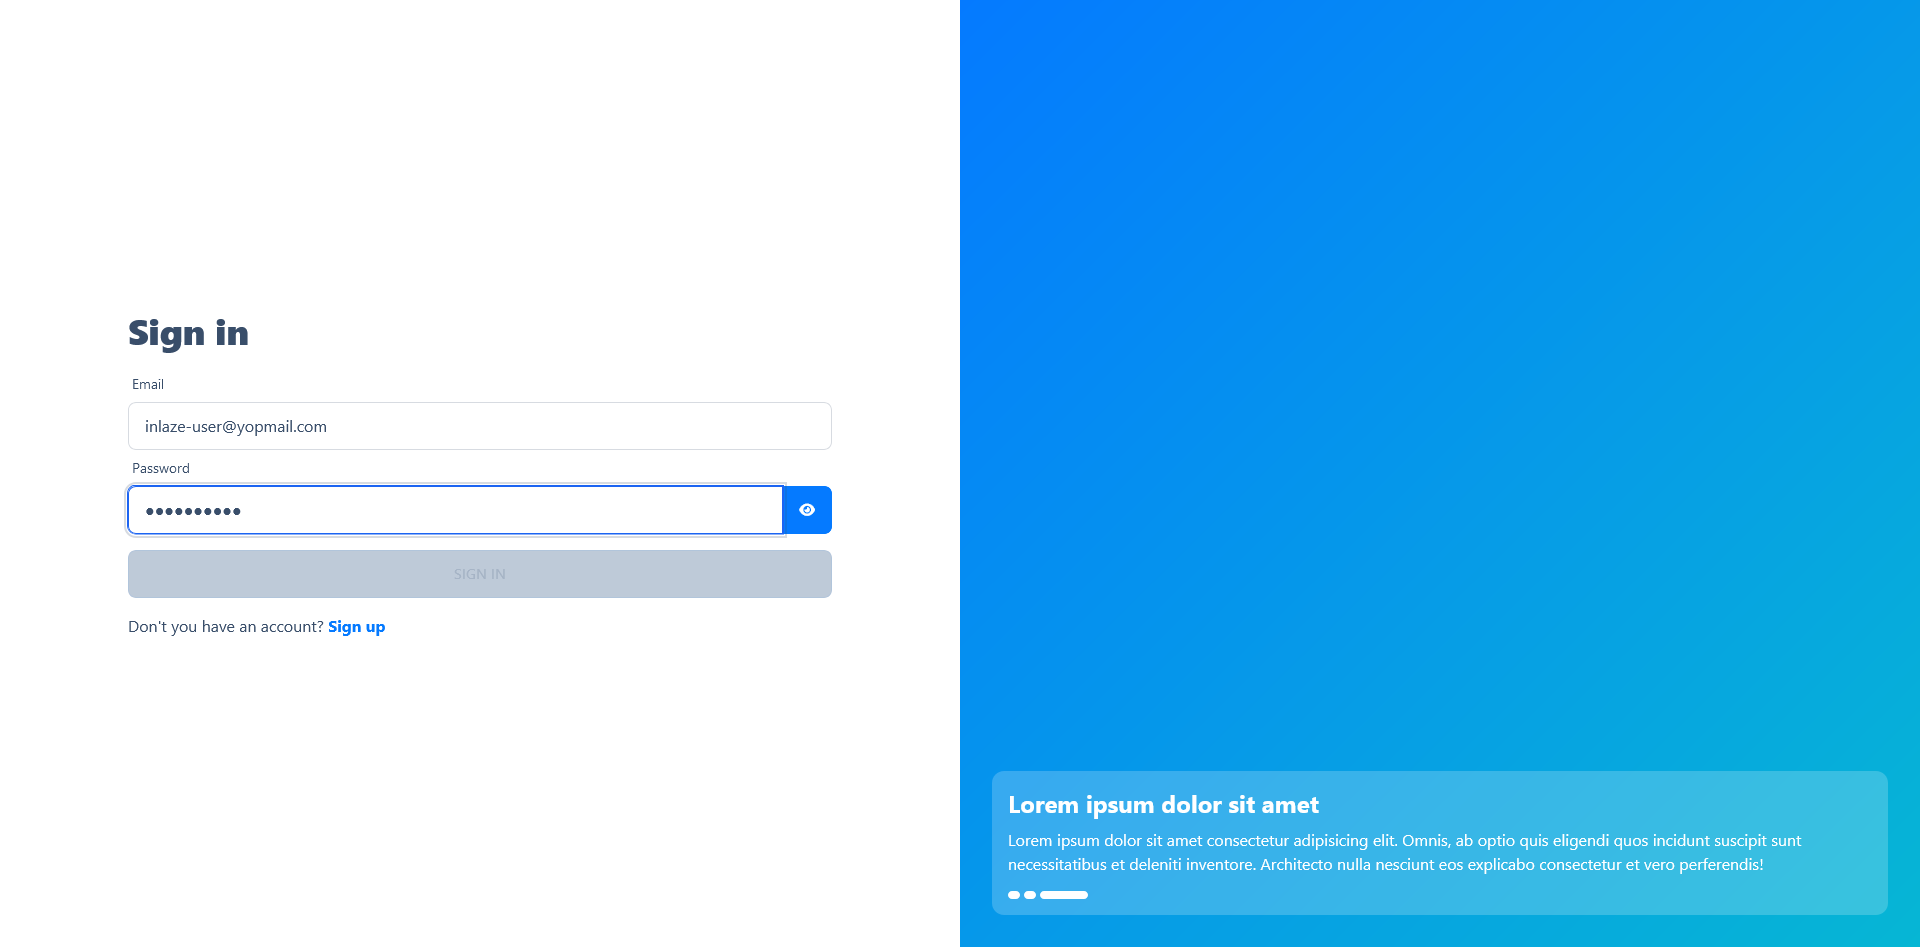 Sign in
Email
inlaze-user@yopmail.com
Password
••••••••••
SIGN IN
Don't you have an account? Sign up
Lorem ipsum dolor sit amet
Lorem ipsum dolor sit amet consectetur adipisicing elit. Omnis, ab optio quis eligendi quos incidunt suscipit sunt
necessitatibus et deleniti inventore. Architecto nulla nesciunt eos explicabo consectetur et vero perferendis!